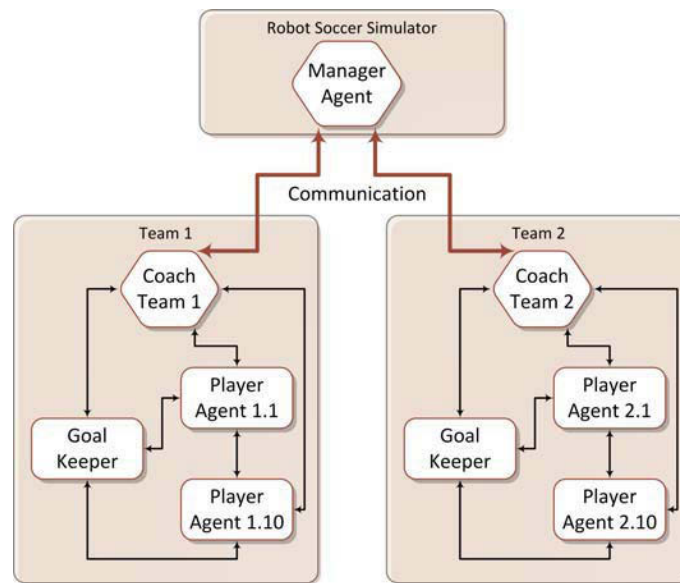 Robot Soccer Simulator
Manager
Agent
Communication
Team 1
Coach
Team 1
Player
Agent 1.1
Goal
Keeper
Player
Agent 1.10
Team 2
Coach
Team 2
Player
Agent 2.1
Goal
Keeper
Player
Agent 2.10